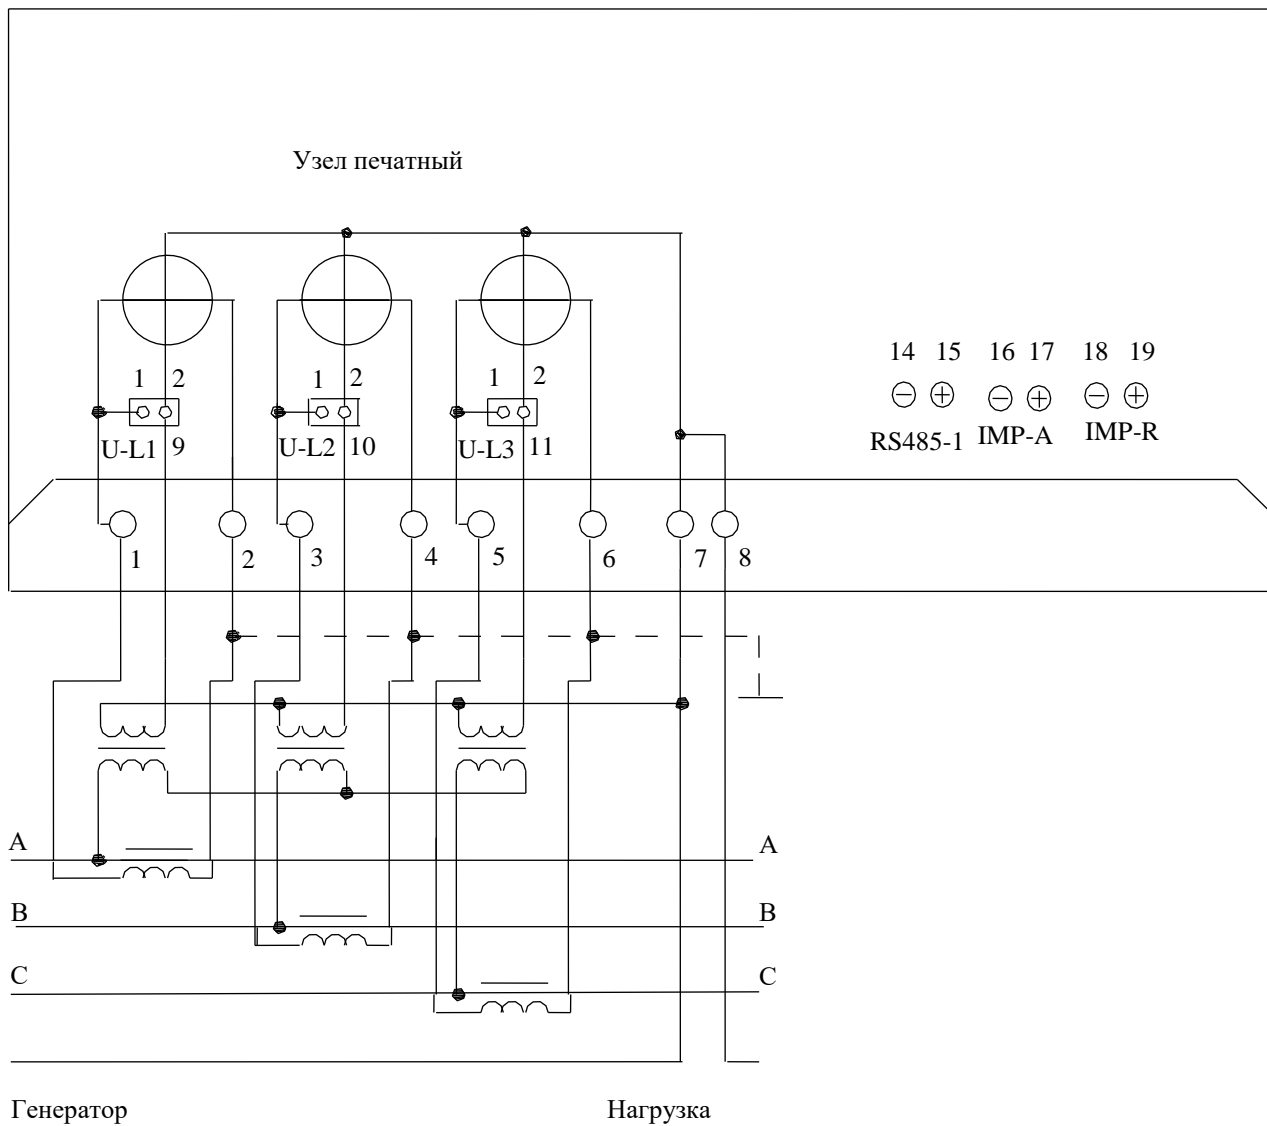 Узел печатный
14 15 16 17 18 19
RS485-1 IMP-A IMP-R
1 2 1 2 1 2
U-L1 9 U-L2 10 U-L3 11
1 2 3 4 5 6 7 8
A A
B B
C C
Генератор Нагрузка